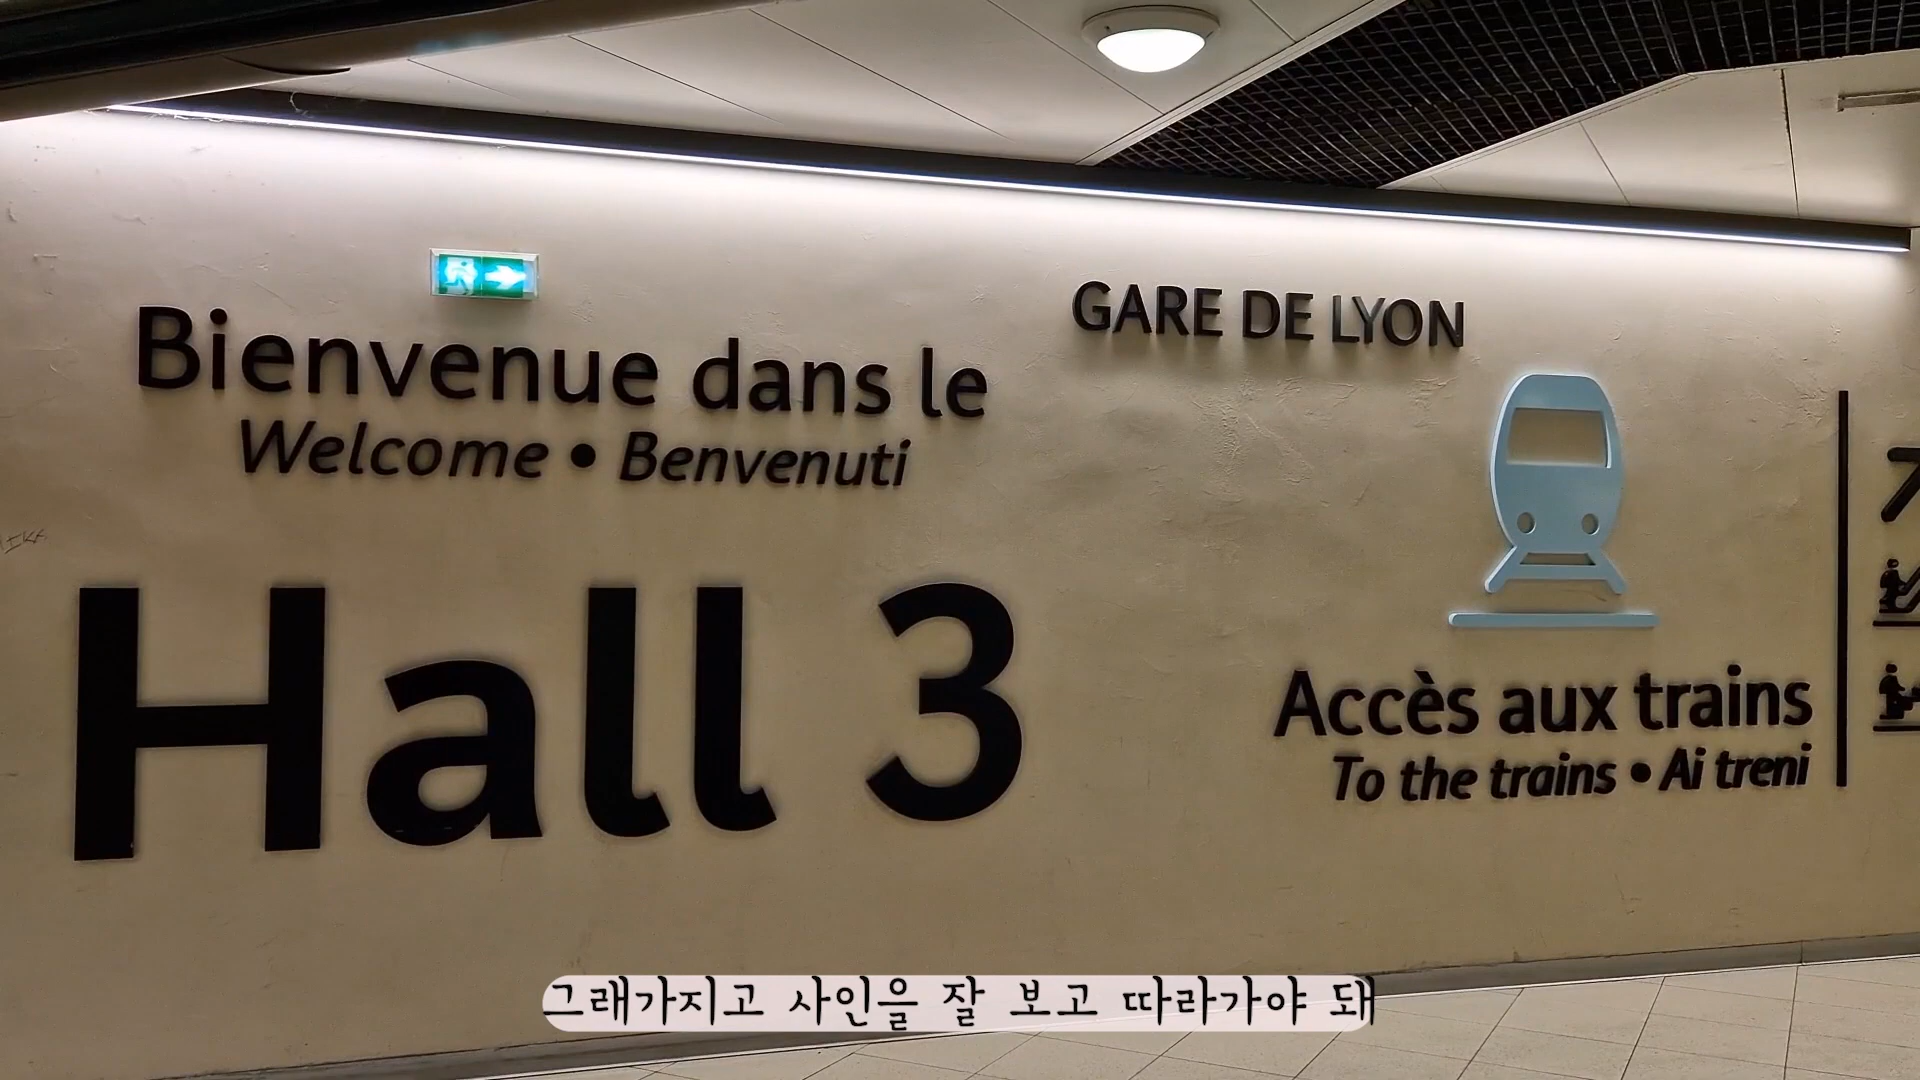 Bienvenue dans le
Welcome • Benvenuti
Hall 3
GARE DE LYON
Accès aux trains
To the trains • Ai treni
그래가지고 사인을 잘 보고 따라가야 돼